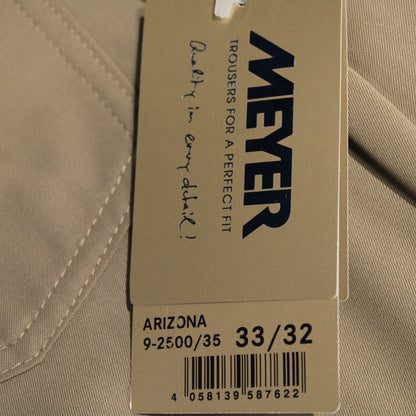 MEYER
TROUSERS FOR A PERFECT FIT
Quality in every detail!
ARIZONA
9-2500/35 33/32
4 058139 587622